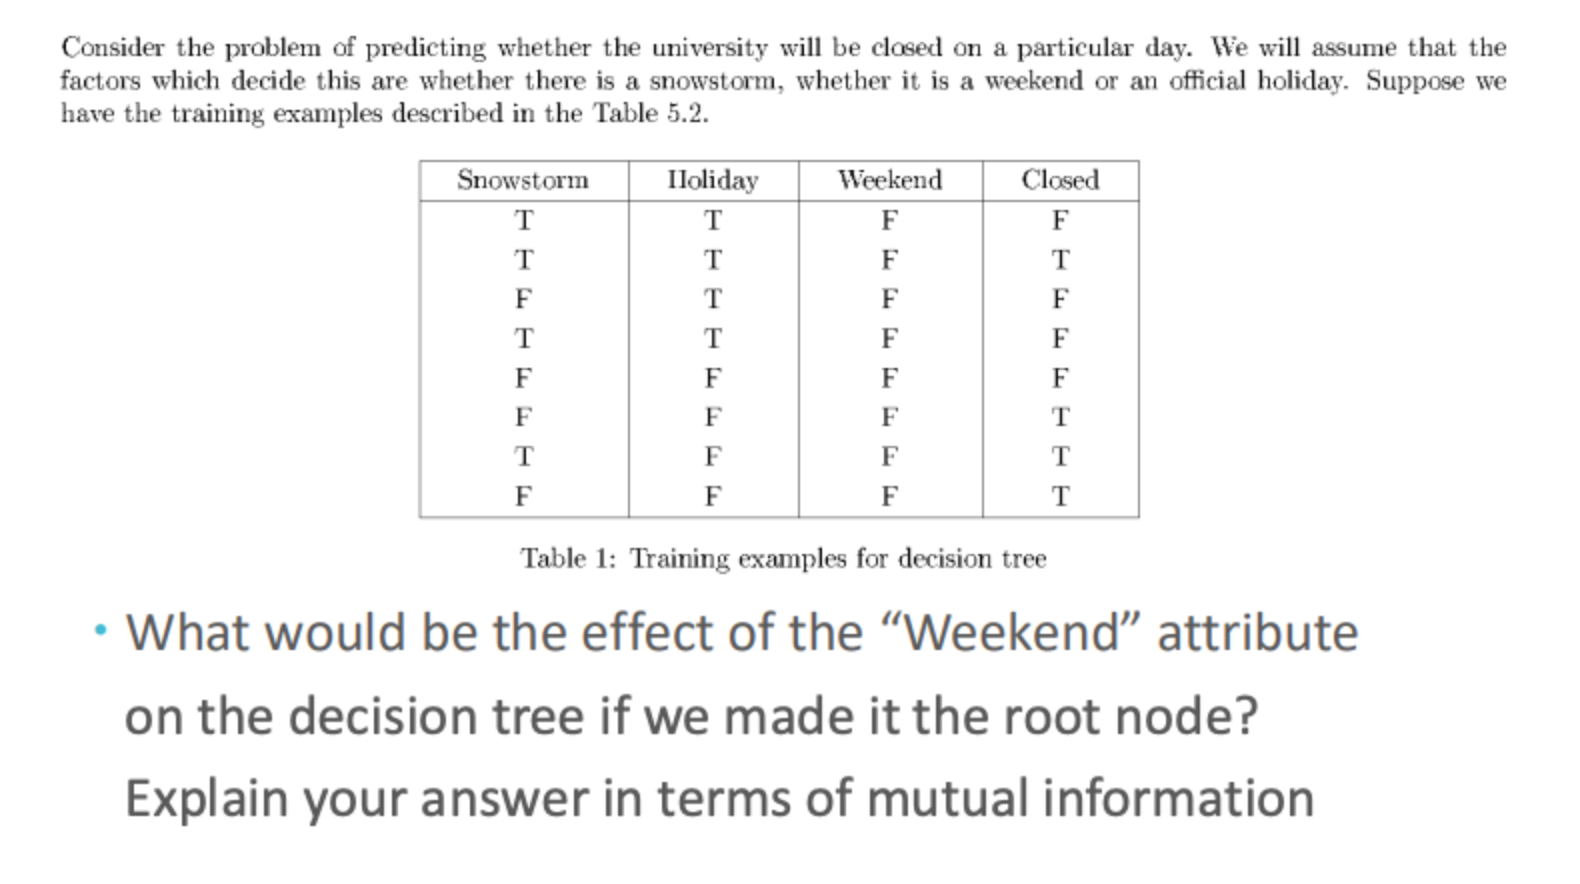 Consider the problem of predicting whether the university will be closed on a particular day. We will assume that the
factors which decide this are whether there is a snowstorm, whether it is a weekend or an official holiday. Suppose we
have the training examples described in the Table 5.2.
Snowstorm Holiday Weekend Closed
T T F F
T T F T
F T F F
T T F F
F F F F
F F F T
T F F T
F F F T
Table 1: Training examples for decision tree
• What would be the effect of the “Weekend” attribute
on the decision tree if we made it the root node?
Explain your answer in terms of mutual information